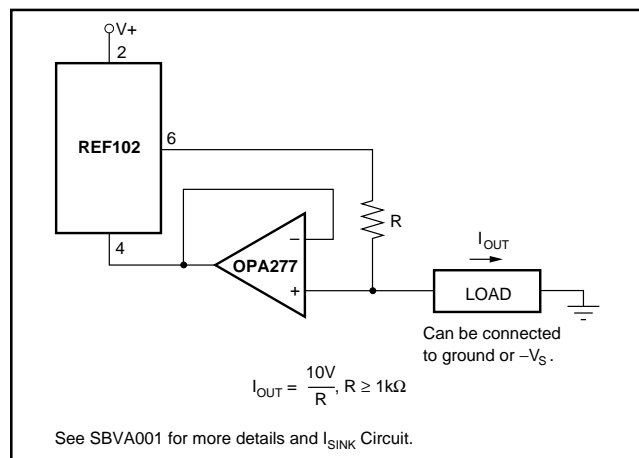 V+
2
REF102
6
4
–
OPA277
+
R
I_OUT
LOAD
Can be connected
to ground or –V_S.
I_OUT = 10V/R, R ≥ 1kΩ
See SBVA001 for more details and I_SINK Circuit.